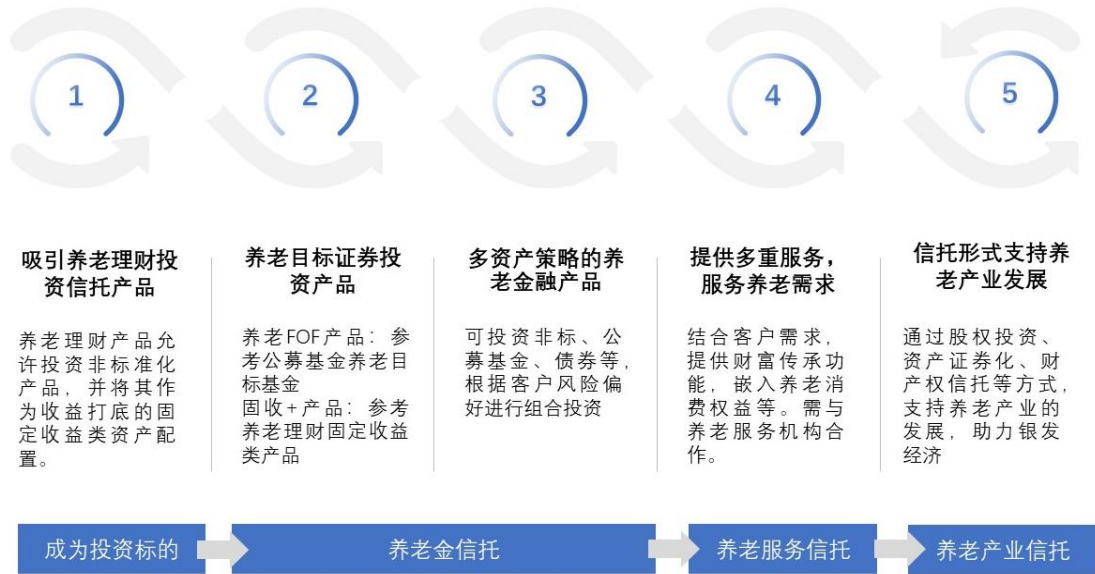 1
吸引养老理财投
资信托产品
养老理财产品允
许投资非标准化
产品，并将其作
为收益打底的固
定收益类资产配
置。
2
养老目标证券投
资产品
养老FOF产品：参
考公募基金养老目
标基金
固收+产品：参考
养老理财固定收益
类产品
3
多资产策略的养
老金融产品
可投资非标、公
募基金、债券等，
根据客户风险偏
好进行组合投资
4
提供多重服务，
服务养老需求
结合客户需求，
提供财富传承功
能，嵌入养老消
费权益等。需与
养老服务机构合
作。
5
信托形式支持养
老产业发展
通过股权投资、
资产证券化、财
产权信托等方式，
支持养老产业的
发展，助力银发
经济
成为投资标的
养老金信托
养老服务信托
养老产业信托